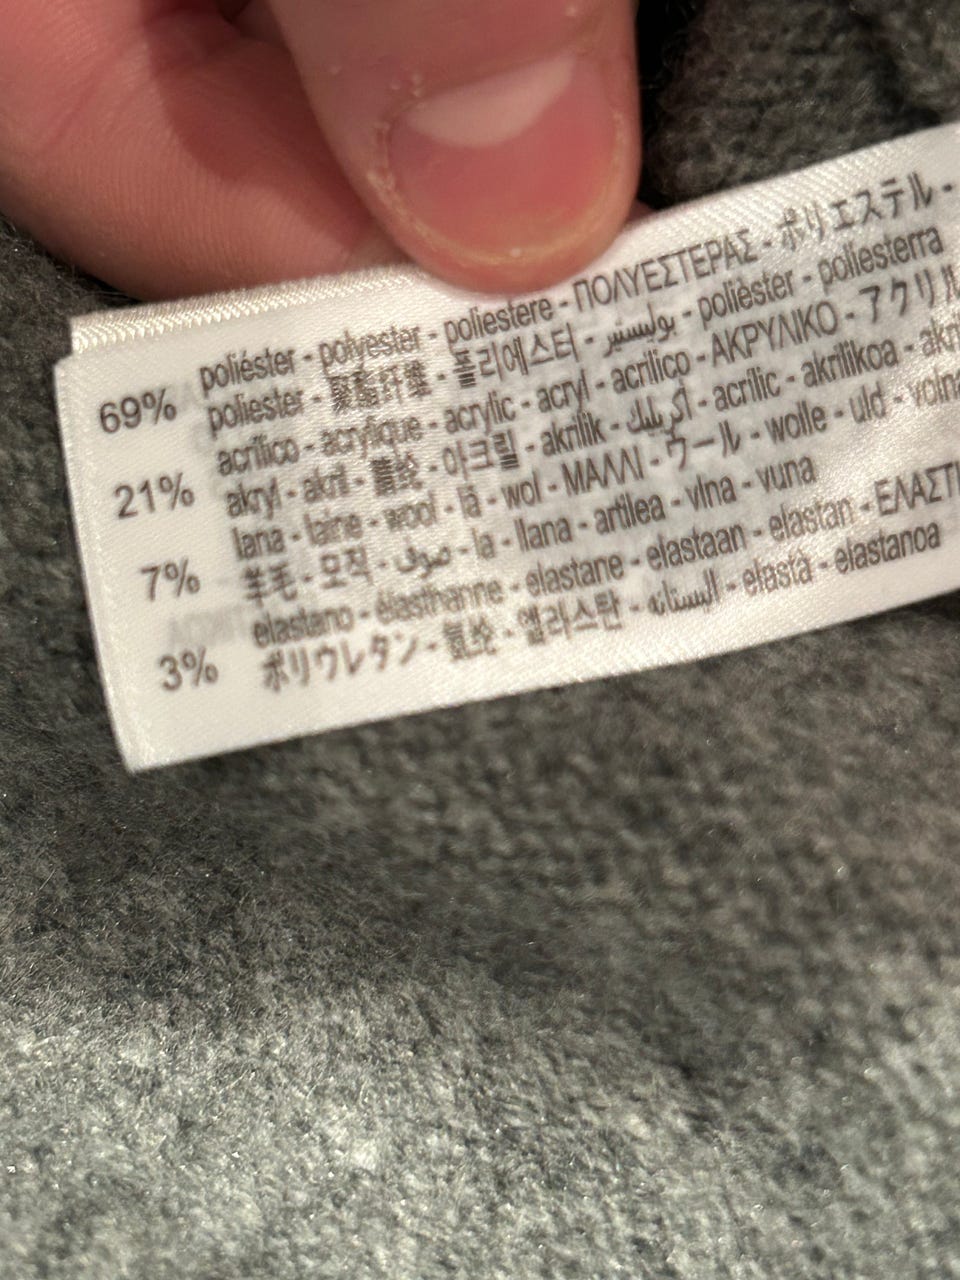 69% poliéster - polyester - poliestere - ΠΟΛΥΕΣΤΕΡΑΣ - ポリエステル -
poliester - 聚酯纤维 - 폴리에스터 - بوليستير - polièster - poliesterra
21% acrílico - acrylique - acrylic - acryl - acrilico - ΑΚΡΥΛΙΚΟ - アクリル
akryl - akril - 腈纶 - 아크릴 - akrilik - أكريليك - acrílic - akrilikoa -
7% lana - laine - wool - lã - wol - ΜΑΛΛΙ - ウール - wolle - uld -
羊毛 - 모직 - صوف - la - llana - artilea - vlna - vuna
3% elastano - élasthanne - elastane - elastaan - elastan -
ポリウレタン - 氨纶 - 엘라스탄 - البستانه - elastà - elastanoa